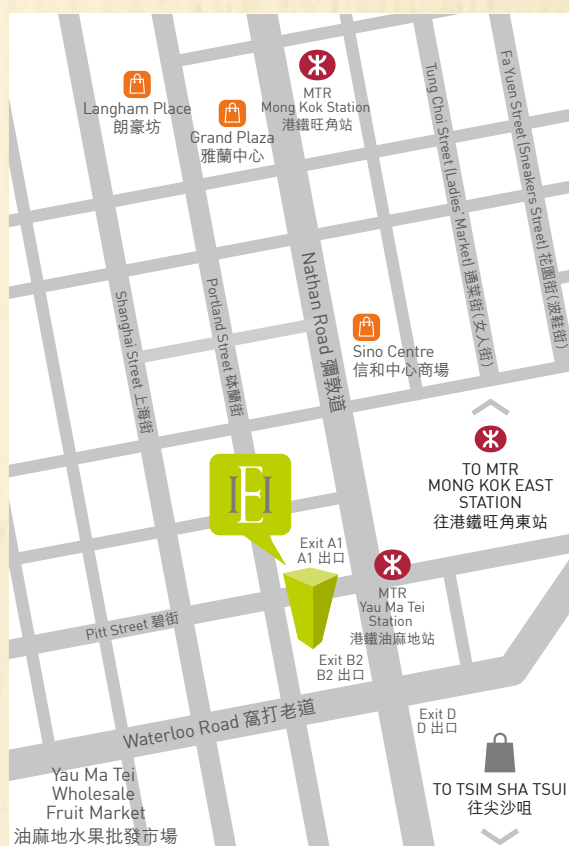 MTR
Mong Kok Station
港鐵旺角站
Langham Place
朗豪坊
Grand Plaza
雅蘭中心
Tung Choi Street (Ladies' Market) 通菜街(女人街)
Fa Yuen Street (Sneakers Street) 花園街(波鞋街)
Shanghai Street 上海街
Portland Street 砵蘭街
Nathan Road 彌敦道
Sino Centre
信和中心商場
TO MTR
MONG KOK EAST
STATION
往港鐵旺角東站
IEI
Exit A1
A1 出口
MTR
Yau Ma Tei
Station
港鐵油麻地站
Pitt Street 碧街
Exit B2
B2 出口
Waterloo Road 窩打老道
Exit D
D 出口
Yau Ma Tei
Wholesale
Fruit Market
油麻地水果批發市場
TO TSIM SHA TSUI
往尖沙咀